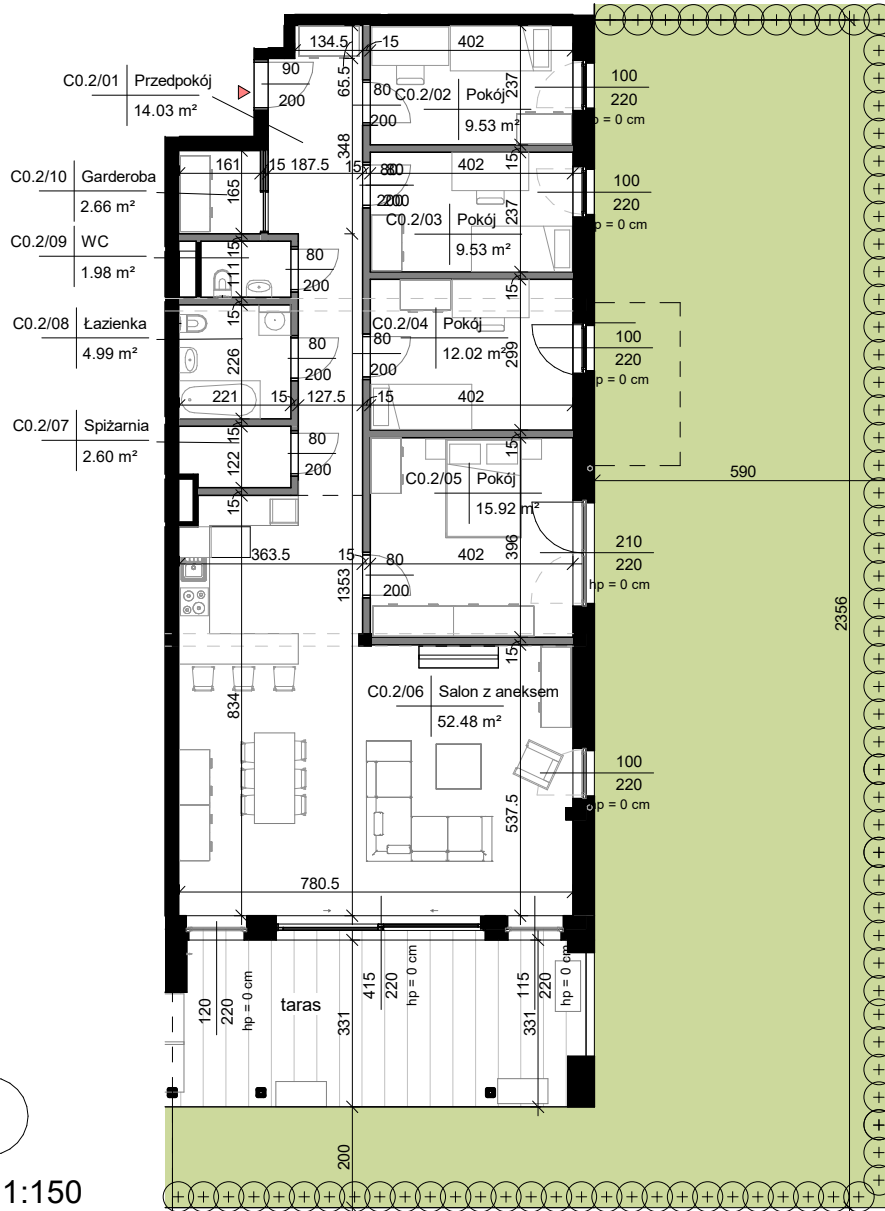 134.5
15
402
90
200
65.5
80
200
237
100
220
hp = 0 cm
C0.2/01 Przedpokój
14.03 m²
C0.2/02 Pokój
9.53 m²
348
161
15
187.5
15
80
80
200
200
402
15
237
100
220
hp = 0 cm
C0.2/10 Garderoba
2.66 m²
165
C0.2/03 Pokój
9.53 m²
C0.2/09 WC
1.98 m²
15
111
80
200
15
C0.2/08 Łazienka
4.99 m²
15
226
80
200
80
200
C0.2/04 Pokój
12.02 m²
299
100
220
hp = 0 cm
221
15
127.5
15
402
C0.2/07 Spiżarnia
2.60 m²
15
122
80
200
15
C0.2/05 Pokój
15.92 m²
590
15
363.5
15
80
200
402
396
1353
210
220
hp = 0 cm
2356
15
C0.2/06 Salon z aneksem
52.48 m²
834
537.5
100
220
hp = 0 cm
780.5
120
220
hp = 0 cm
taras
331
415
220
hp = 0 cm
115
220
hp = 0 cm
331
200
1:150